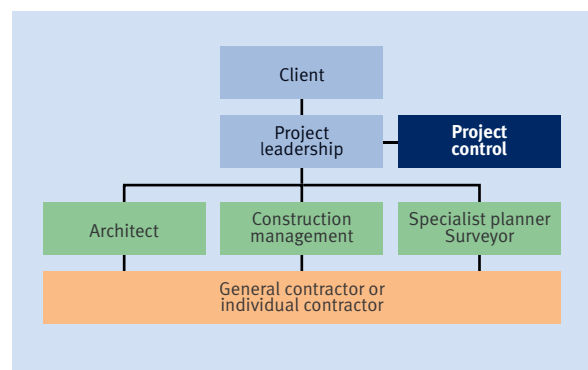 Client
Project
leadership
Project
control
Architect
Construction
management
Specialist planner
Surveyor
General contractor or
individual contractor